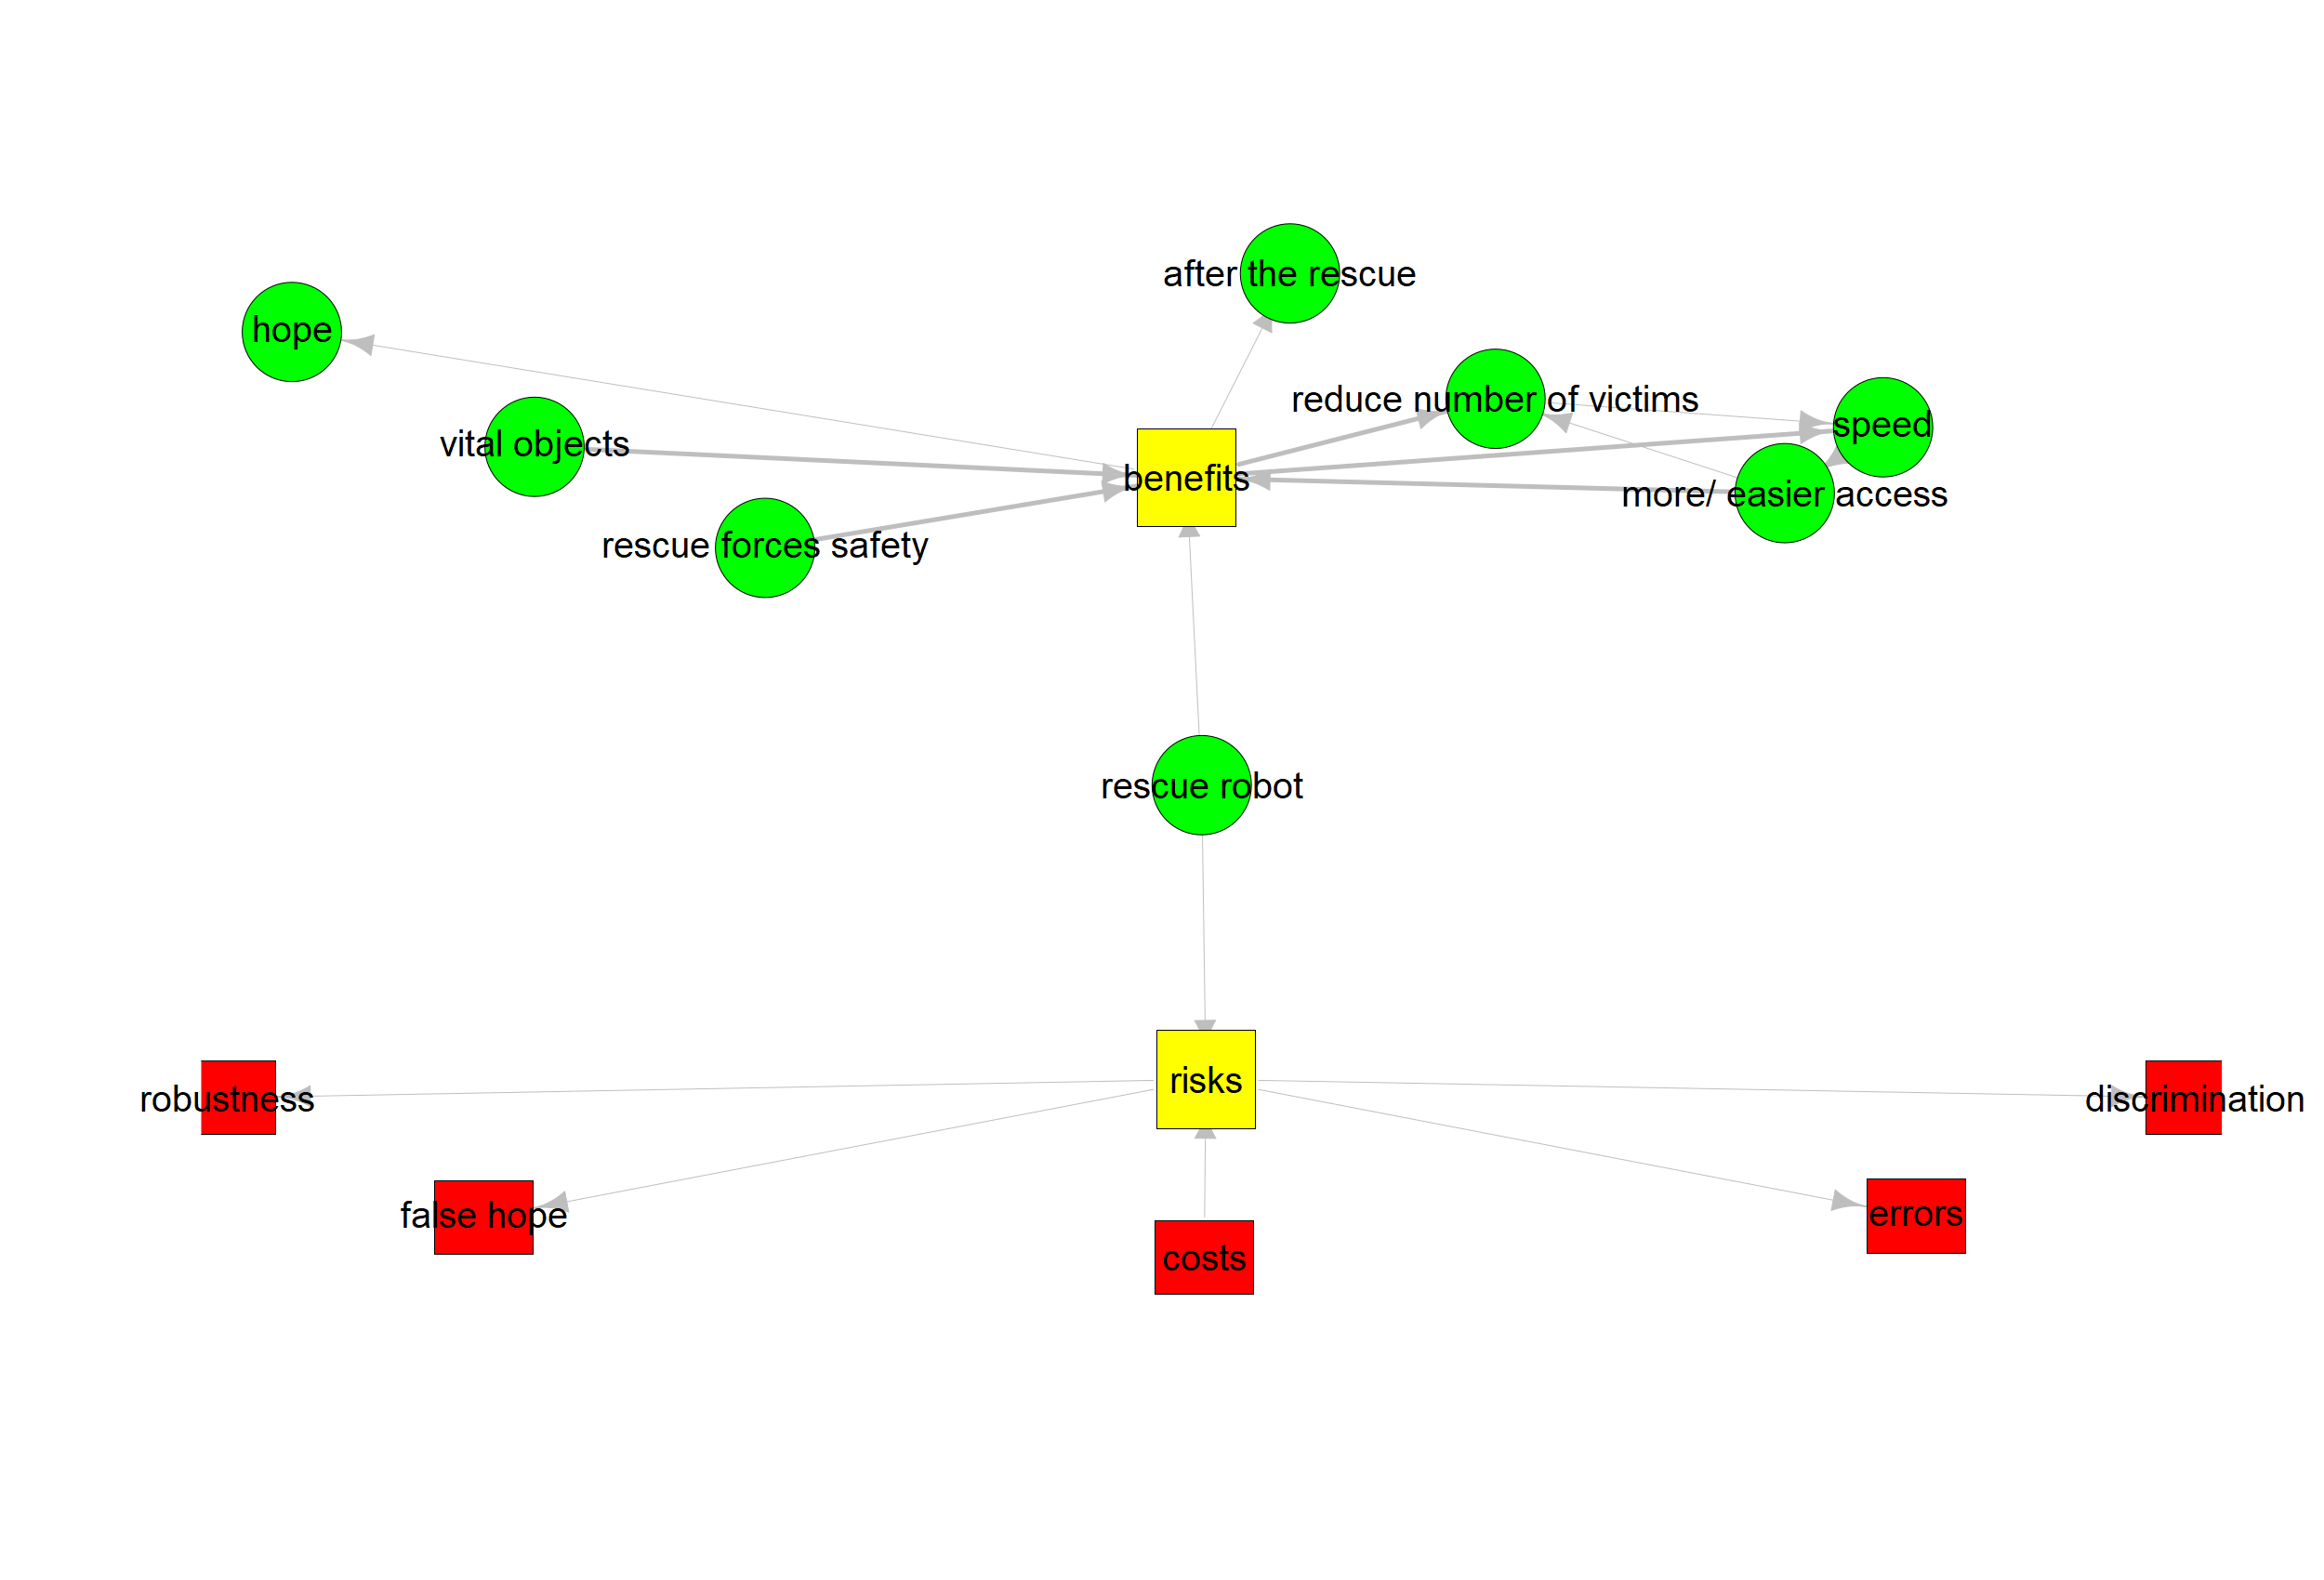 after the rescue
hope
reduce number of victims
speed
vital objects
benefits
more/ easier access
rescue forces safety
rescue robot
risks
robustness
discrimination
false hope
errors
costs